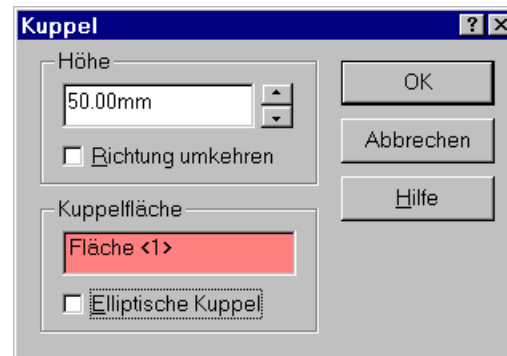 Kuppel
Höhe
50.00mm
Richtung umkehren
Kuppelfläche
Fläche <1>
Elliptische Kuppel
OK
Abbrechen
Hilfe